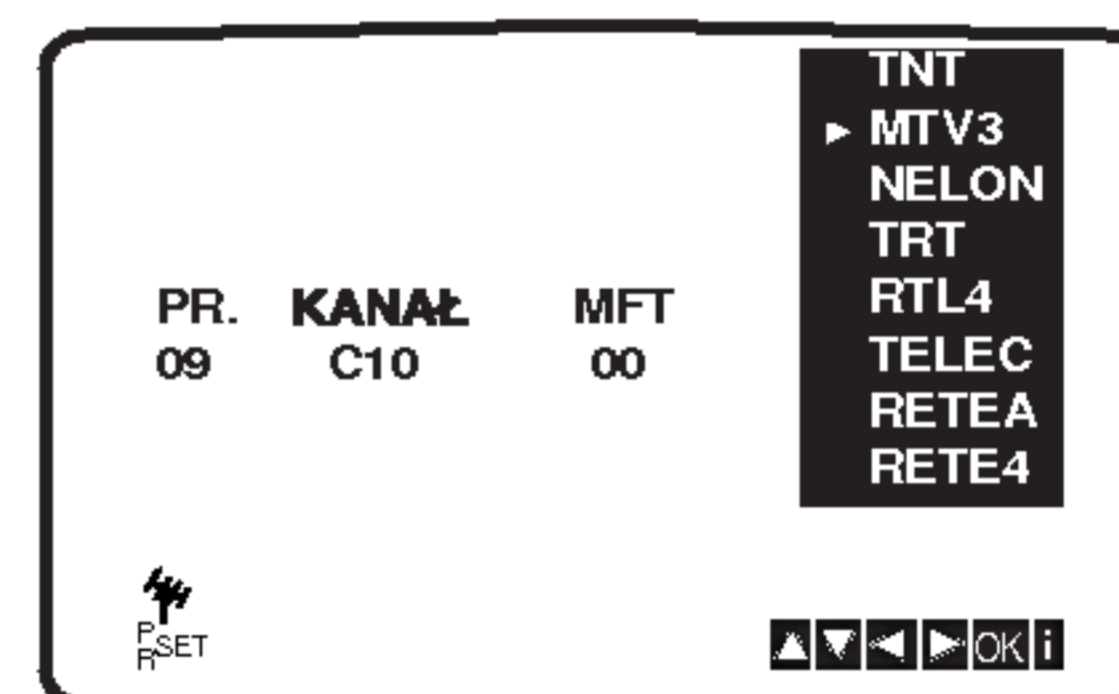 TNT
MTV3
NELON
TRT
RTL4
TELEC
RETEA
RETE4
PR. KANAŁ MFT
09 C10 00
PR SET
OK i